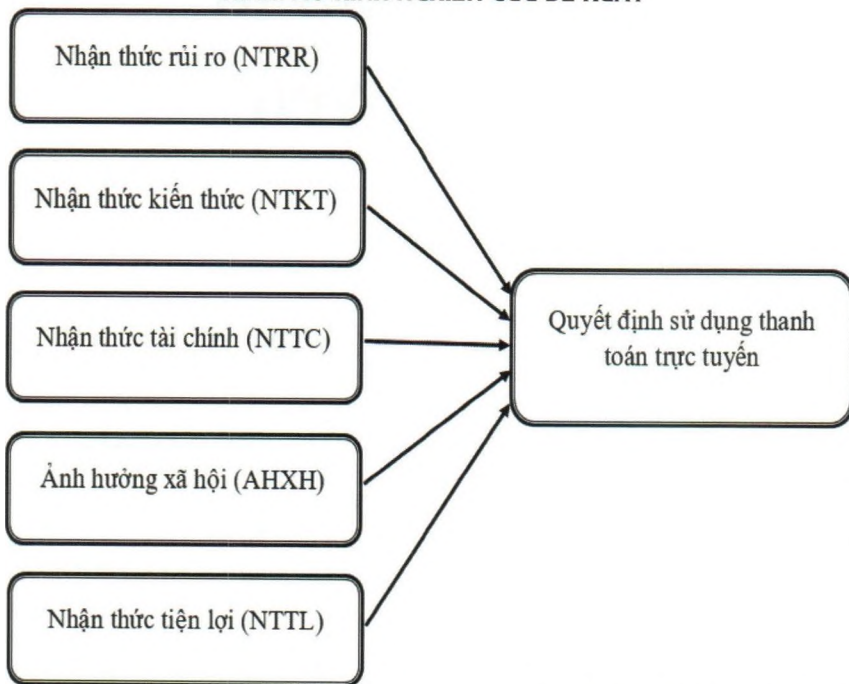 Nhận thức rủi ro (NTRR)
Nhận thức kiến thức (NTKT)
Nhận thức tài chính (NTTC)
Ảnh hưởng xã hội (AHXH)
Nhận thức tiện lợi (NTTL)
Quyết định sử dụng thanh
toán trực tuyến